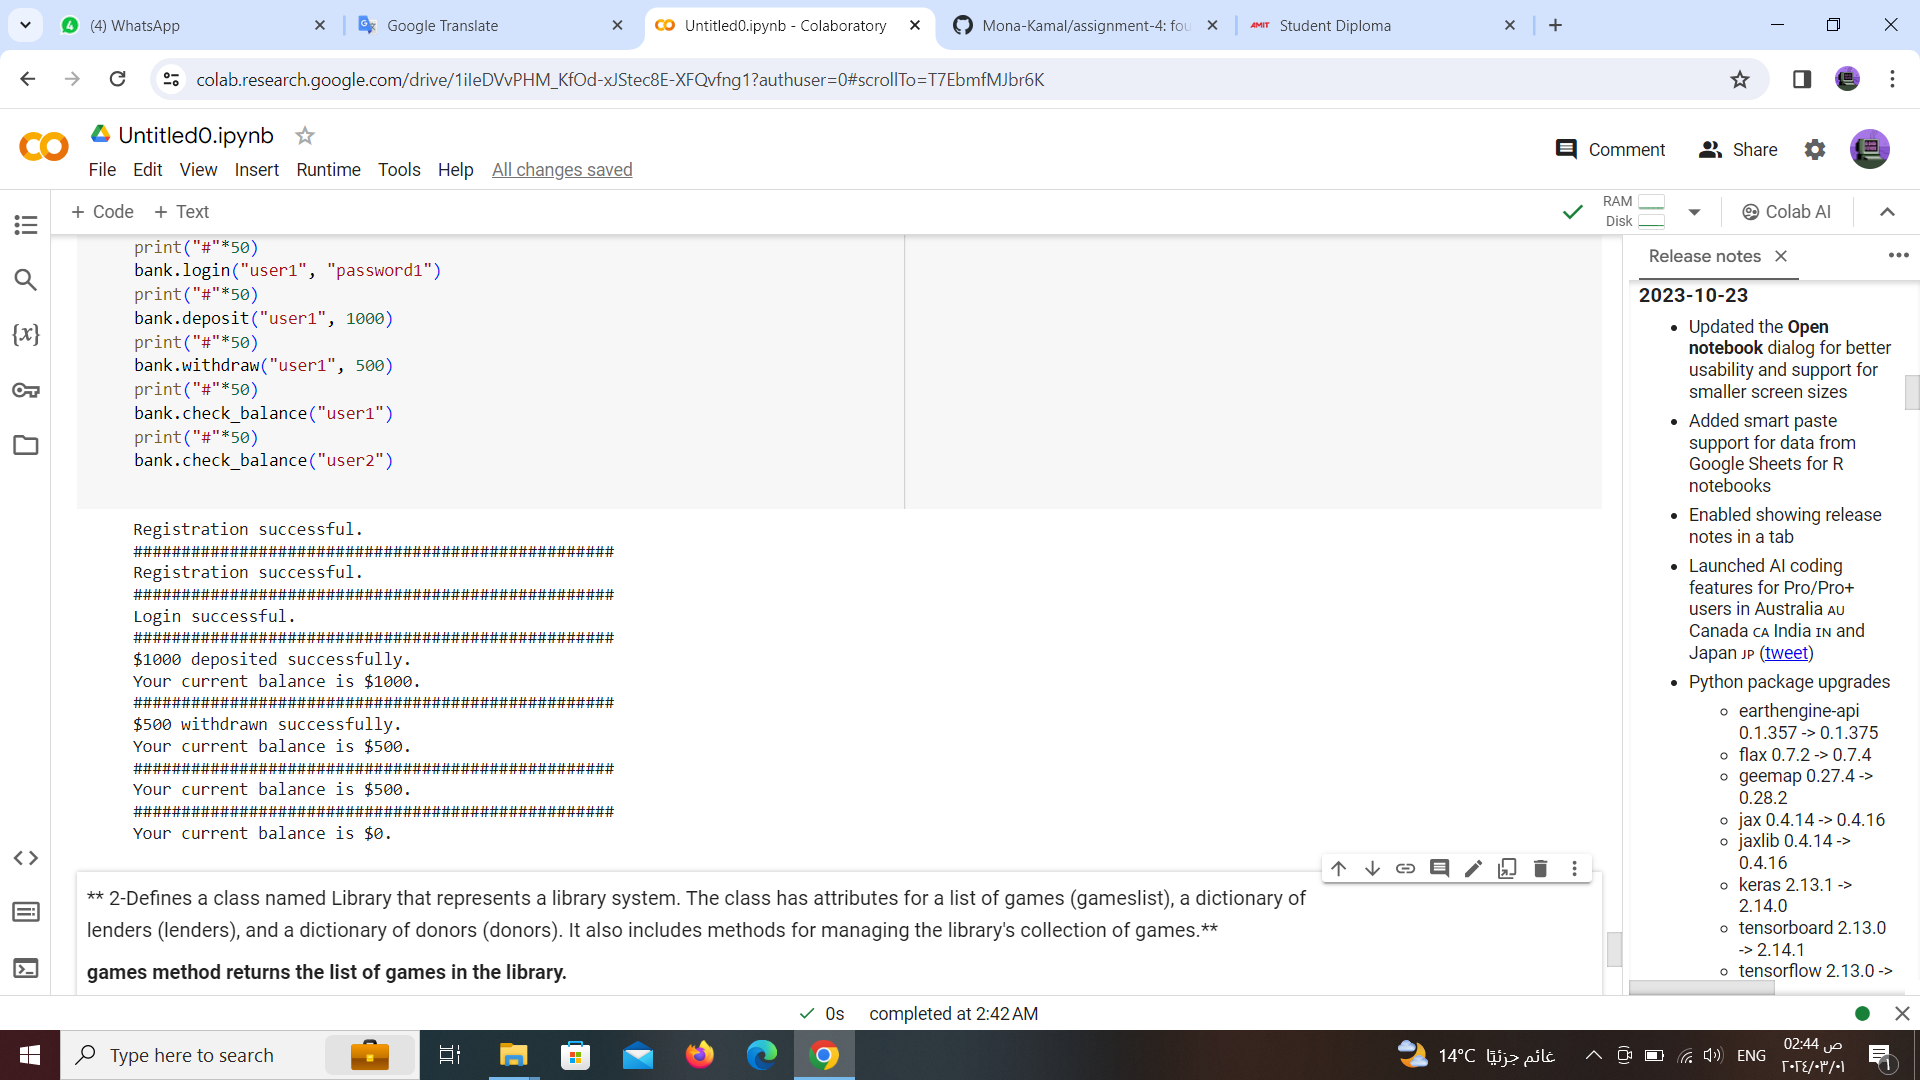 (4) WhatsApp
Google Translate
Untitled0.ipynb - Colaboratory
Mona-Kamal/assignment-4: fou
AMIT Student Diploma
colab.research.google.com/drive/1iIeDVvPHM_KfOd-xJStec8E-XFQvfng1?authuser=0#scrollTo=T7EbmfMJbr6K
Untitled0.ipynb
Comment
Share
File Edit View Insert Runtime Tools Help All changes saved
+ Code + Text
RAM
Disk
Colab AI
print("#"*50)
bank.login("user1", "password1")
print("#"*50)
bank.deposit("user1", 1000)
print("#"*50)
bank.withdraw("user1", 500)
print("#"*50)
bank.check_balance("user1")
print("#"*50)
bank.check_balance("user2")
Registration successful.
##################################################
Registration successful.
##################################################
Login successful.
##################################################
$1000 deposited successfully.
Your current balance is $1000.
##################################################
$500 withdrawn successfully.
Your current balance is $500.
##################################################
Your current balance is $500.
##################################################
Your current balance is $0.
** 2-Defines a class named Library that represents a library system. The class has attributes for a list of games (gameslist), a dictionary of
lenders (lenders), and a dictionary of donors (donors). It also includes methods for managing the library's collection of games.**
games method returns the list of games in the library.
Release notes
2023-10-23
Updated the Open
notebook dialog for better
usability and support for
smaller screen sizes
Added smart paste
support for data from
Google Sheets for R
notebooks
Enabled showing release
notes in a tab
Launched AI coding
features for Pro/Pro+
users in Australia AU
Canada CA India IN and
Japan JP (tweet)
Python package upgrades
earthengine-api
0.1.357 -> 0.1.375
flax 0.7.2 -> 0.7.4
geemap 0.27.4 ->
0.28.2
jax 0.4.14 -> 0.4.16
jaxlib 0.4.14 ->
0.4.16
keras 2.13.1 ->
2.14.0
tensorboard 2.13.0
-> 2.14.1
tensorflow 2.13.0 ->
0s completed at 2:42 AM
Type here to search
14°C غائم جزئيًا
ENG
02:44 ص
٢٠٢٤/٠٣/٠١
١